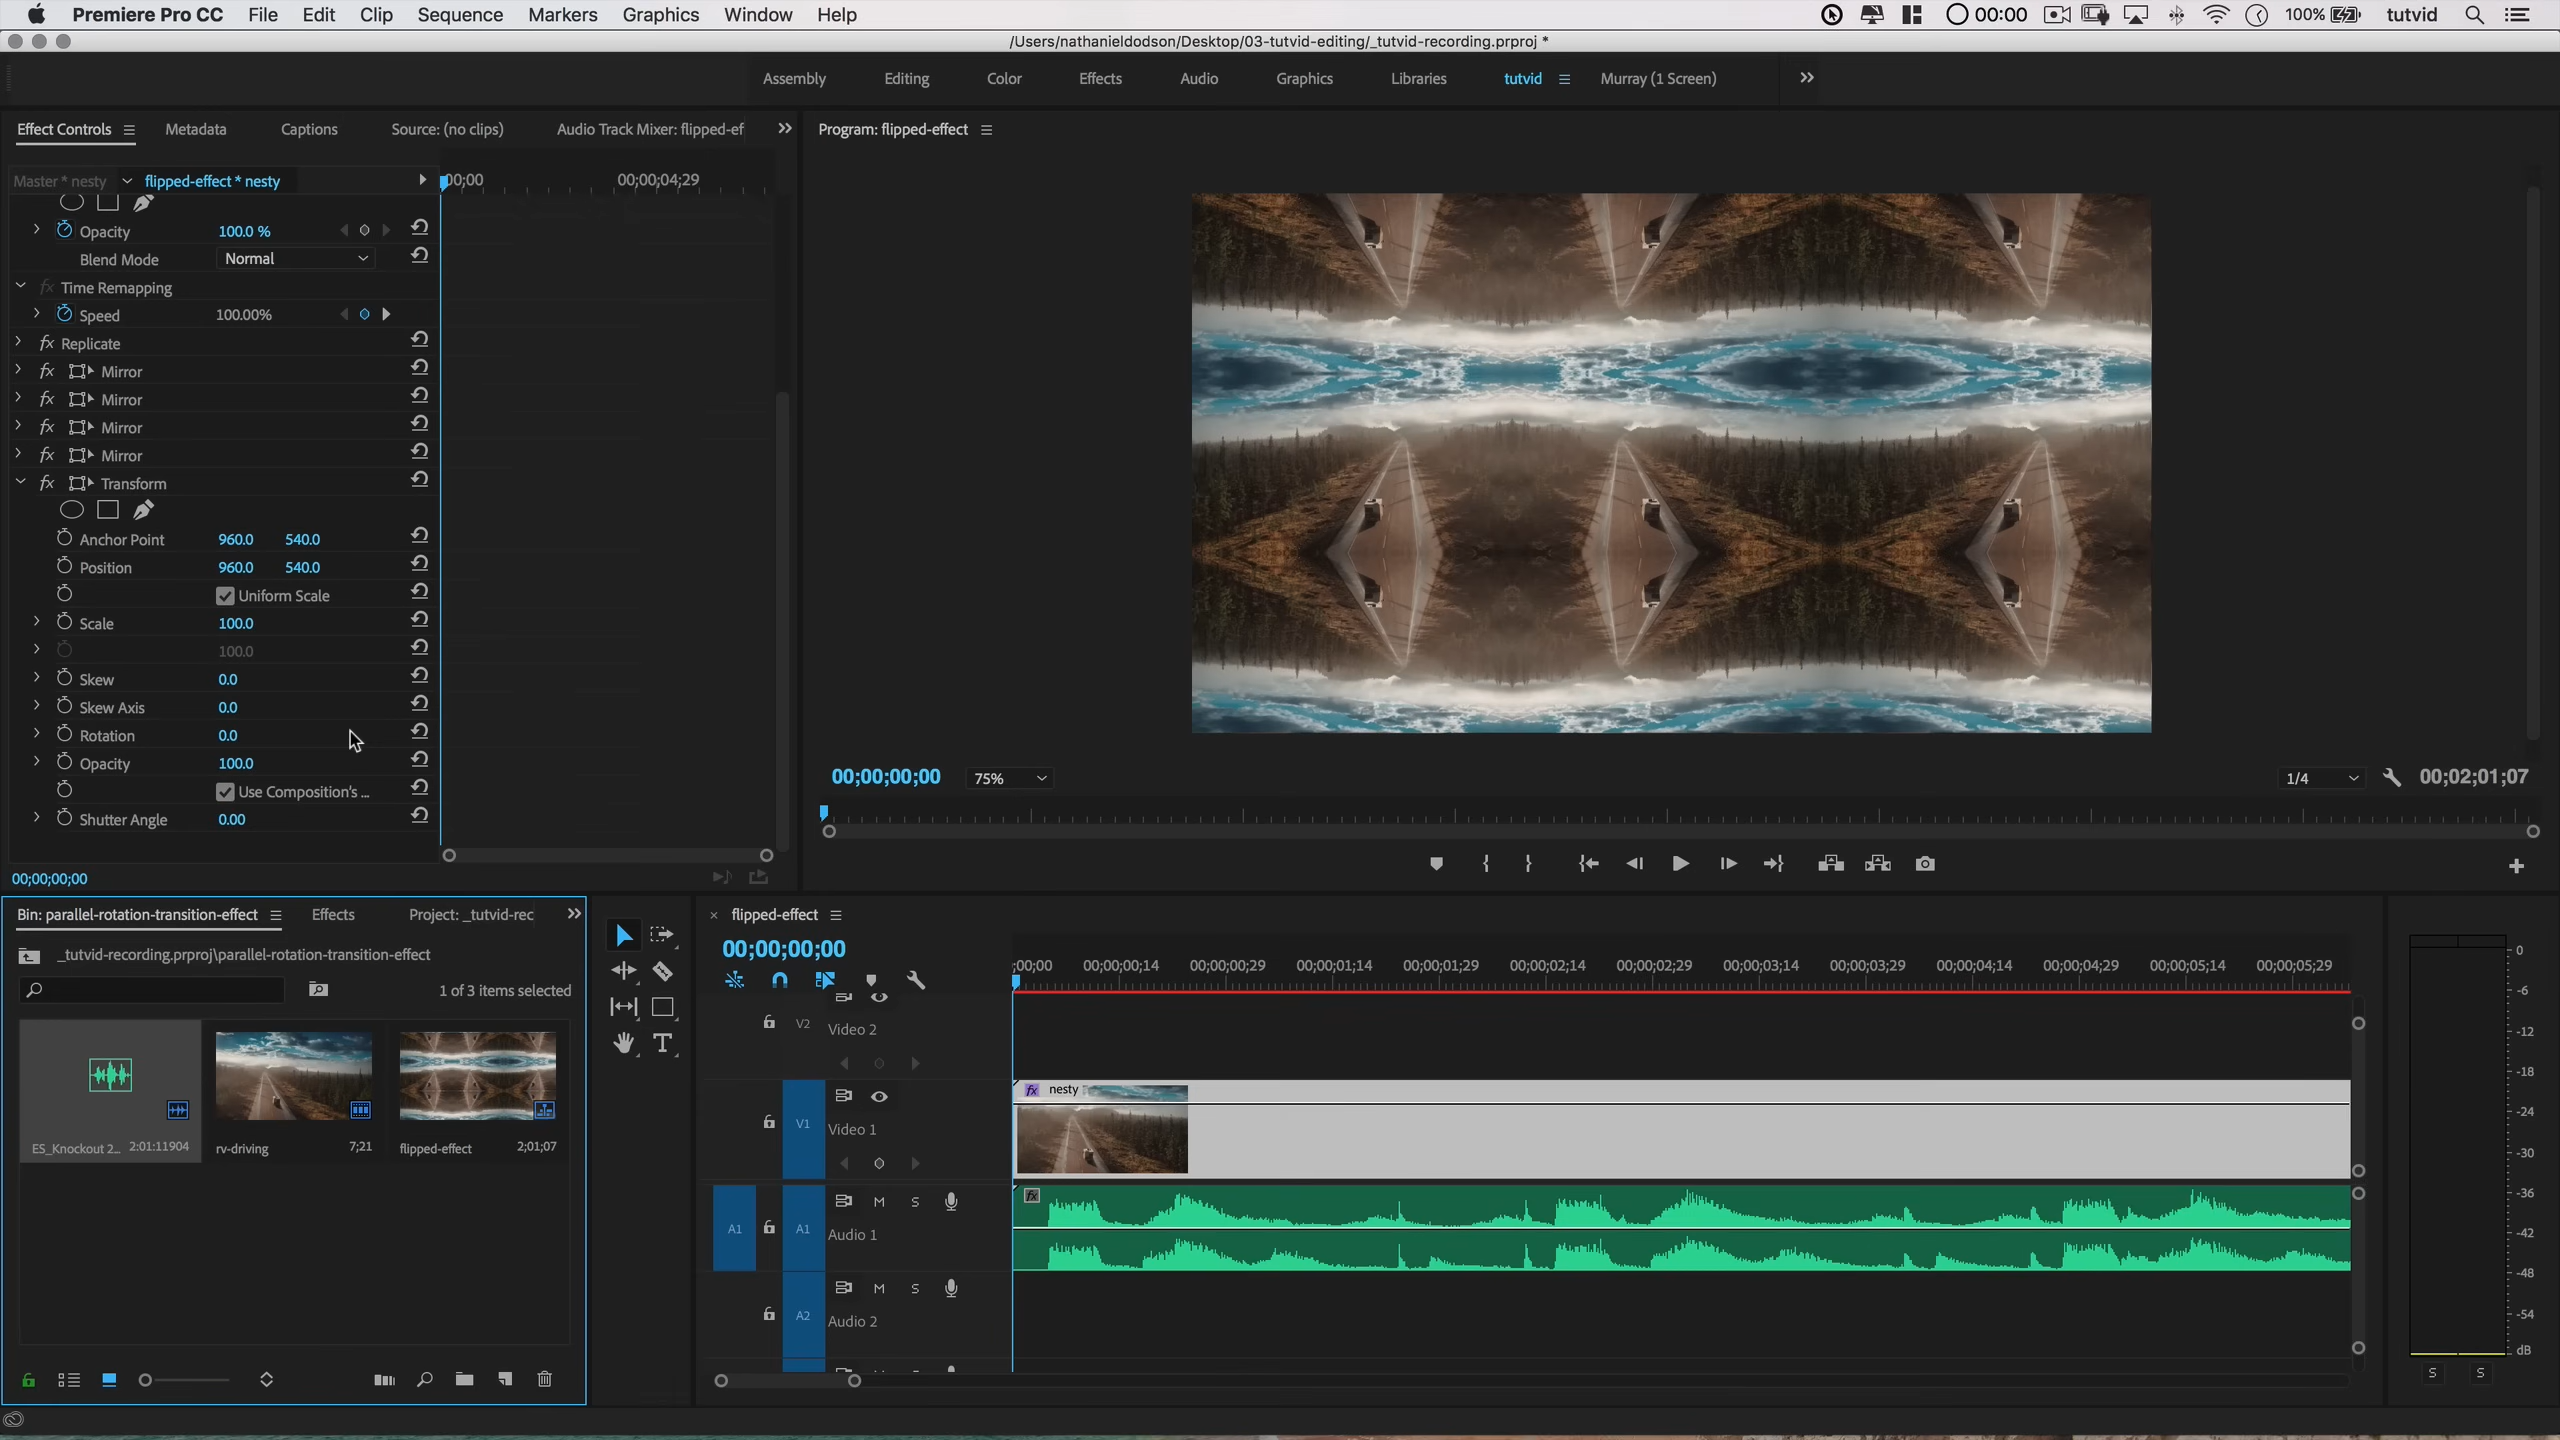 Premiere Pro CC File Edit Clip Sequence Markers Graphics Window Help 00:00 100% tutvid
/Users/nathanieldodson/Desktop/03-tutvid-editing/_tutvid-recording.prproj *
Assembly Editing Color Effects Audio Graphics Libraries tutvid Murray (1 Screen)
Effect Controls Metadata Captions Source: (no clips) Audio Track Mixer: flipped-ef
Program: flipped-effect
Master * nesty flipped-effect * nesty 00;00 00;00;04;29
Opacity 100.0 %
Blend Mode Normal
fx Time Remapping
Speed 100.00%
fx Replicate
fx Mirror
fx Mirror
fx Mirror
fx Mirror
fx Transform
Anchor Point 960.0 540.0
Position 960.0 540.0
Uniform Scale
Scale 100.0
100.0
Skew 0.0
Skew Axis 0.0
Rotation 0.0
Opacity 100.0
Use Composition's ...
Shutter Angle 0.00
00;00;00;00
00;00;00;00 75% 1/4 00;02;01;07
Bin: parallel-rotation-transition-effect Effects Project: _tutvid-rec
_tutvid-recording.prproj\parallel-rotation-transition-effect
1 of 3 items selected
ES_Knockout 2... 2:01:11904
rv-driving 7;21
flipped-effect 2;01;07
T
× flipped-effect
00;00;00;00
;00;00 00;00;00;14 00;00;00;29 00;00;01;14 00;00;01;29 00;00;02;14 00;00;02;29 00;00;03;14 00;00;03;29 00;00;04;14 00;00;04;29 00;00;05;14 00;00;05;29
V2 Video 2
fx nesty
V1 Video 1
fx
M S
A1 A1 Audio 1
M S
A2 Audio 2
0
-6
-12
-18
-24
-30
-36
-42
-48
-54
dB
S S